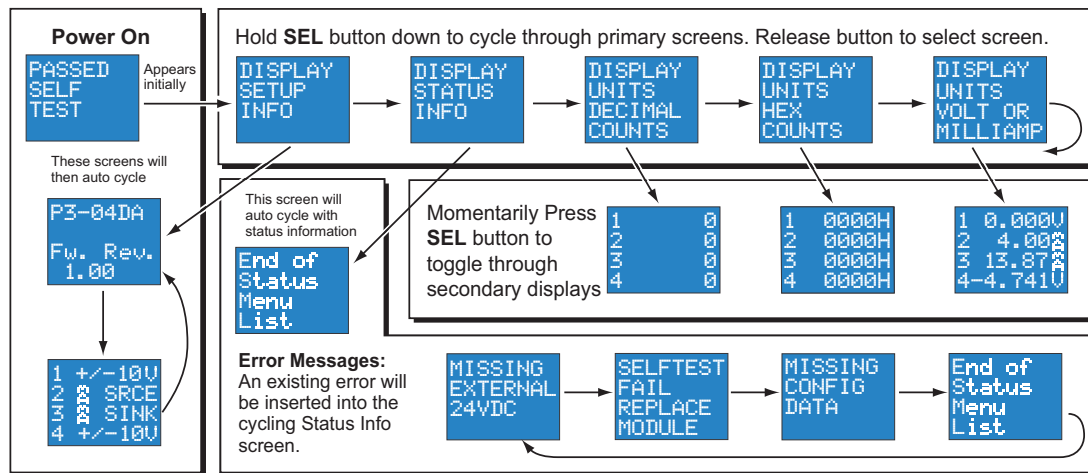 Power On
PASSED
SELF
TEST
Appears
initially
These screens will
then auto cycle
P3-04DA
Fw. Rev.
1.00
1 +/-10V
2 SRCE
3 SINK
4 +/-10V
Hold SEL button down to cycle through primary screens. Release button to select screen.
DISPLAY
SETUP
INFO
DISPLAY
STATUS
INFO
DISPLAY
UNITS
DECIMAL
COUNTS
DISPLAY
UNITS
HEX
COUNTS
DISPLAY
UNITS
VOLT OR
MILLIAMP
This screen will
auto cycle with
status information
End of
Status
Menu
List
Momentarily Press
SEL button to
toggle through
secondary displays
1 0
2 0
3 0
4 0
1 0000H
2 0000H
3 0000H
4 0000H
1 0.000V
2 4.00
3 13.87
4-4.741V
Error Messages:
An existing error will
be inserted into the
cycling Status Info
screen.
MISSING
EXTERNAL
24VDC
SELFTEST
FAIL
REPLACE
MODULE
MISSING
CONFIG
DATA
End of
Status
Menu
List